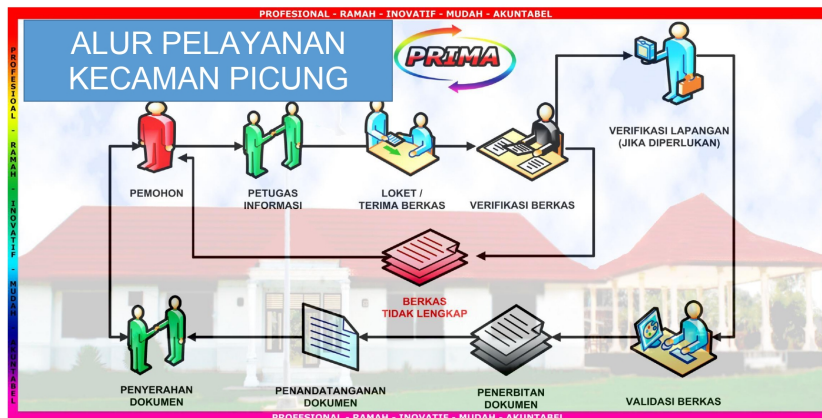 PROFESIONAL - RAMAH - INOVATIF - MUDAH - AKUNTABEL
ALUR PELAYANAN
KECAMAN PICUNG
PRIMA
PROFESIOAL - RAMAH - INOVATIF - MUDAH - AKUNTABEL
PEMOHON
PETUGAS
INFORMASI
LOKET /
TERIMA BERKAS
VERIFIKASI BERKAS
VERIFIKASI LAPANGAN
(JIKA DIPERLUKAN)
BERKAS
TIDAK LENGKAP
PENYERAHAN
DOKUMEN
PENANDATANGANAN
DOKUMEN
PENERBITAN
DOKUMEN
VALIDASI BERKAS
PROFESIONAL - RAMAH - INOVATIF - MUDAH - AKUNTABEL